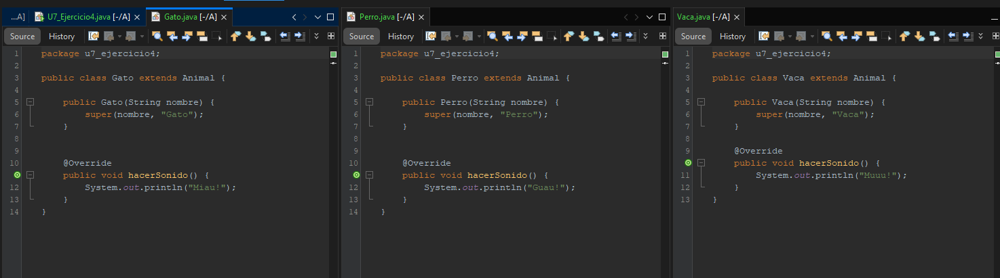 ...A] U7_Ejercicio4.java [-/A] Gato.java [-/A]
Source History
1 package u7_ejercicio4;
2
3 public class Gato extends Animal {
4
5 public Gato(String nombre) {
6 super(nombre, "Gato");
7 }
8
9
10 @Override
public void hacerSonido() {
12 System.out.println("Miau!");
13 }
14 }
Perro.java [-/A]
Source History
1 package u7_ejercicio4;
2
3 public class Perro extends Animal {
4
5 public Perro(String nombre) {
6 super(nombre, "Perro");
7 }
8
9
10 @Override
public void hacerSonido() {
12 System.out.println("Guau!");
13 }
14 }
Vaca.java [-/A]
Source History
1 package u7_ejercicio4;
2
3 public class Vaca extends Animal {
4
5 public Vaca(String nombre) {
6 super(nombre, "Vaca");
7 }
8
9 @Override
public void hacerSonido() {
11 System.out.println("Muuu!");
12 }
13 }